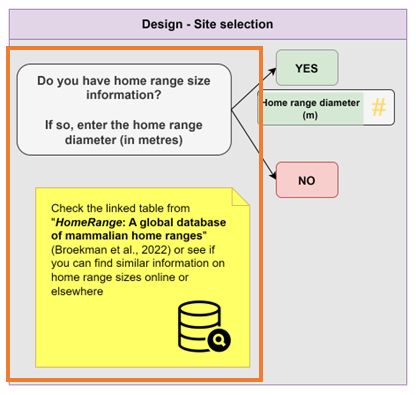 Design - Site selection
Do you have home range size
information?
If so, enter the home range
diameter (in metres)
YES
Home range diameter
(m)
#
NO
Check the linked table from
"HomeRange: A global database
of mammalian home ranges"
(Broekman et al., 2022) or see if
you can find similar information on
home range sizes online or
elsewhere